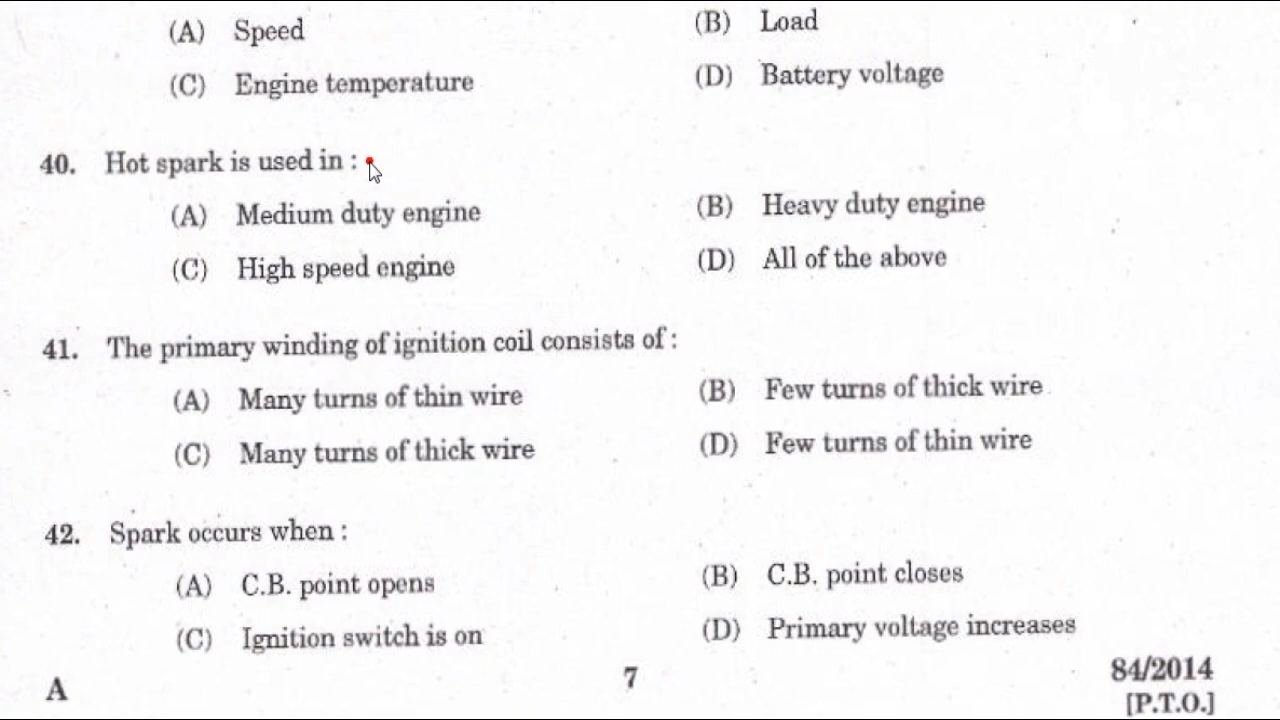 (A) Speed (B) Load
(C) Engine temperature (D) Battery voltage
40. Hot spark is used in :
(A) Medium duty engine (B) Heavy duty engine
(C) High speed engine (D) All of the above
41. The primary winding of ignition coil consists of :
(A) Many turns of thin wire (B) Few turns of thick wire
(C) Many turns of thick wire (D) Few turns of thin wire
42. Spark occurs when :
(A) C.B. point opens (B) C.B. point closes
(C) Ignition switch is on (D) Primary voltage increases
A 7 84/2014
[P.T.O.]